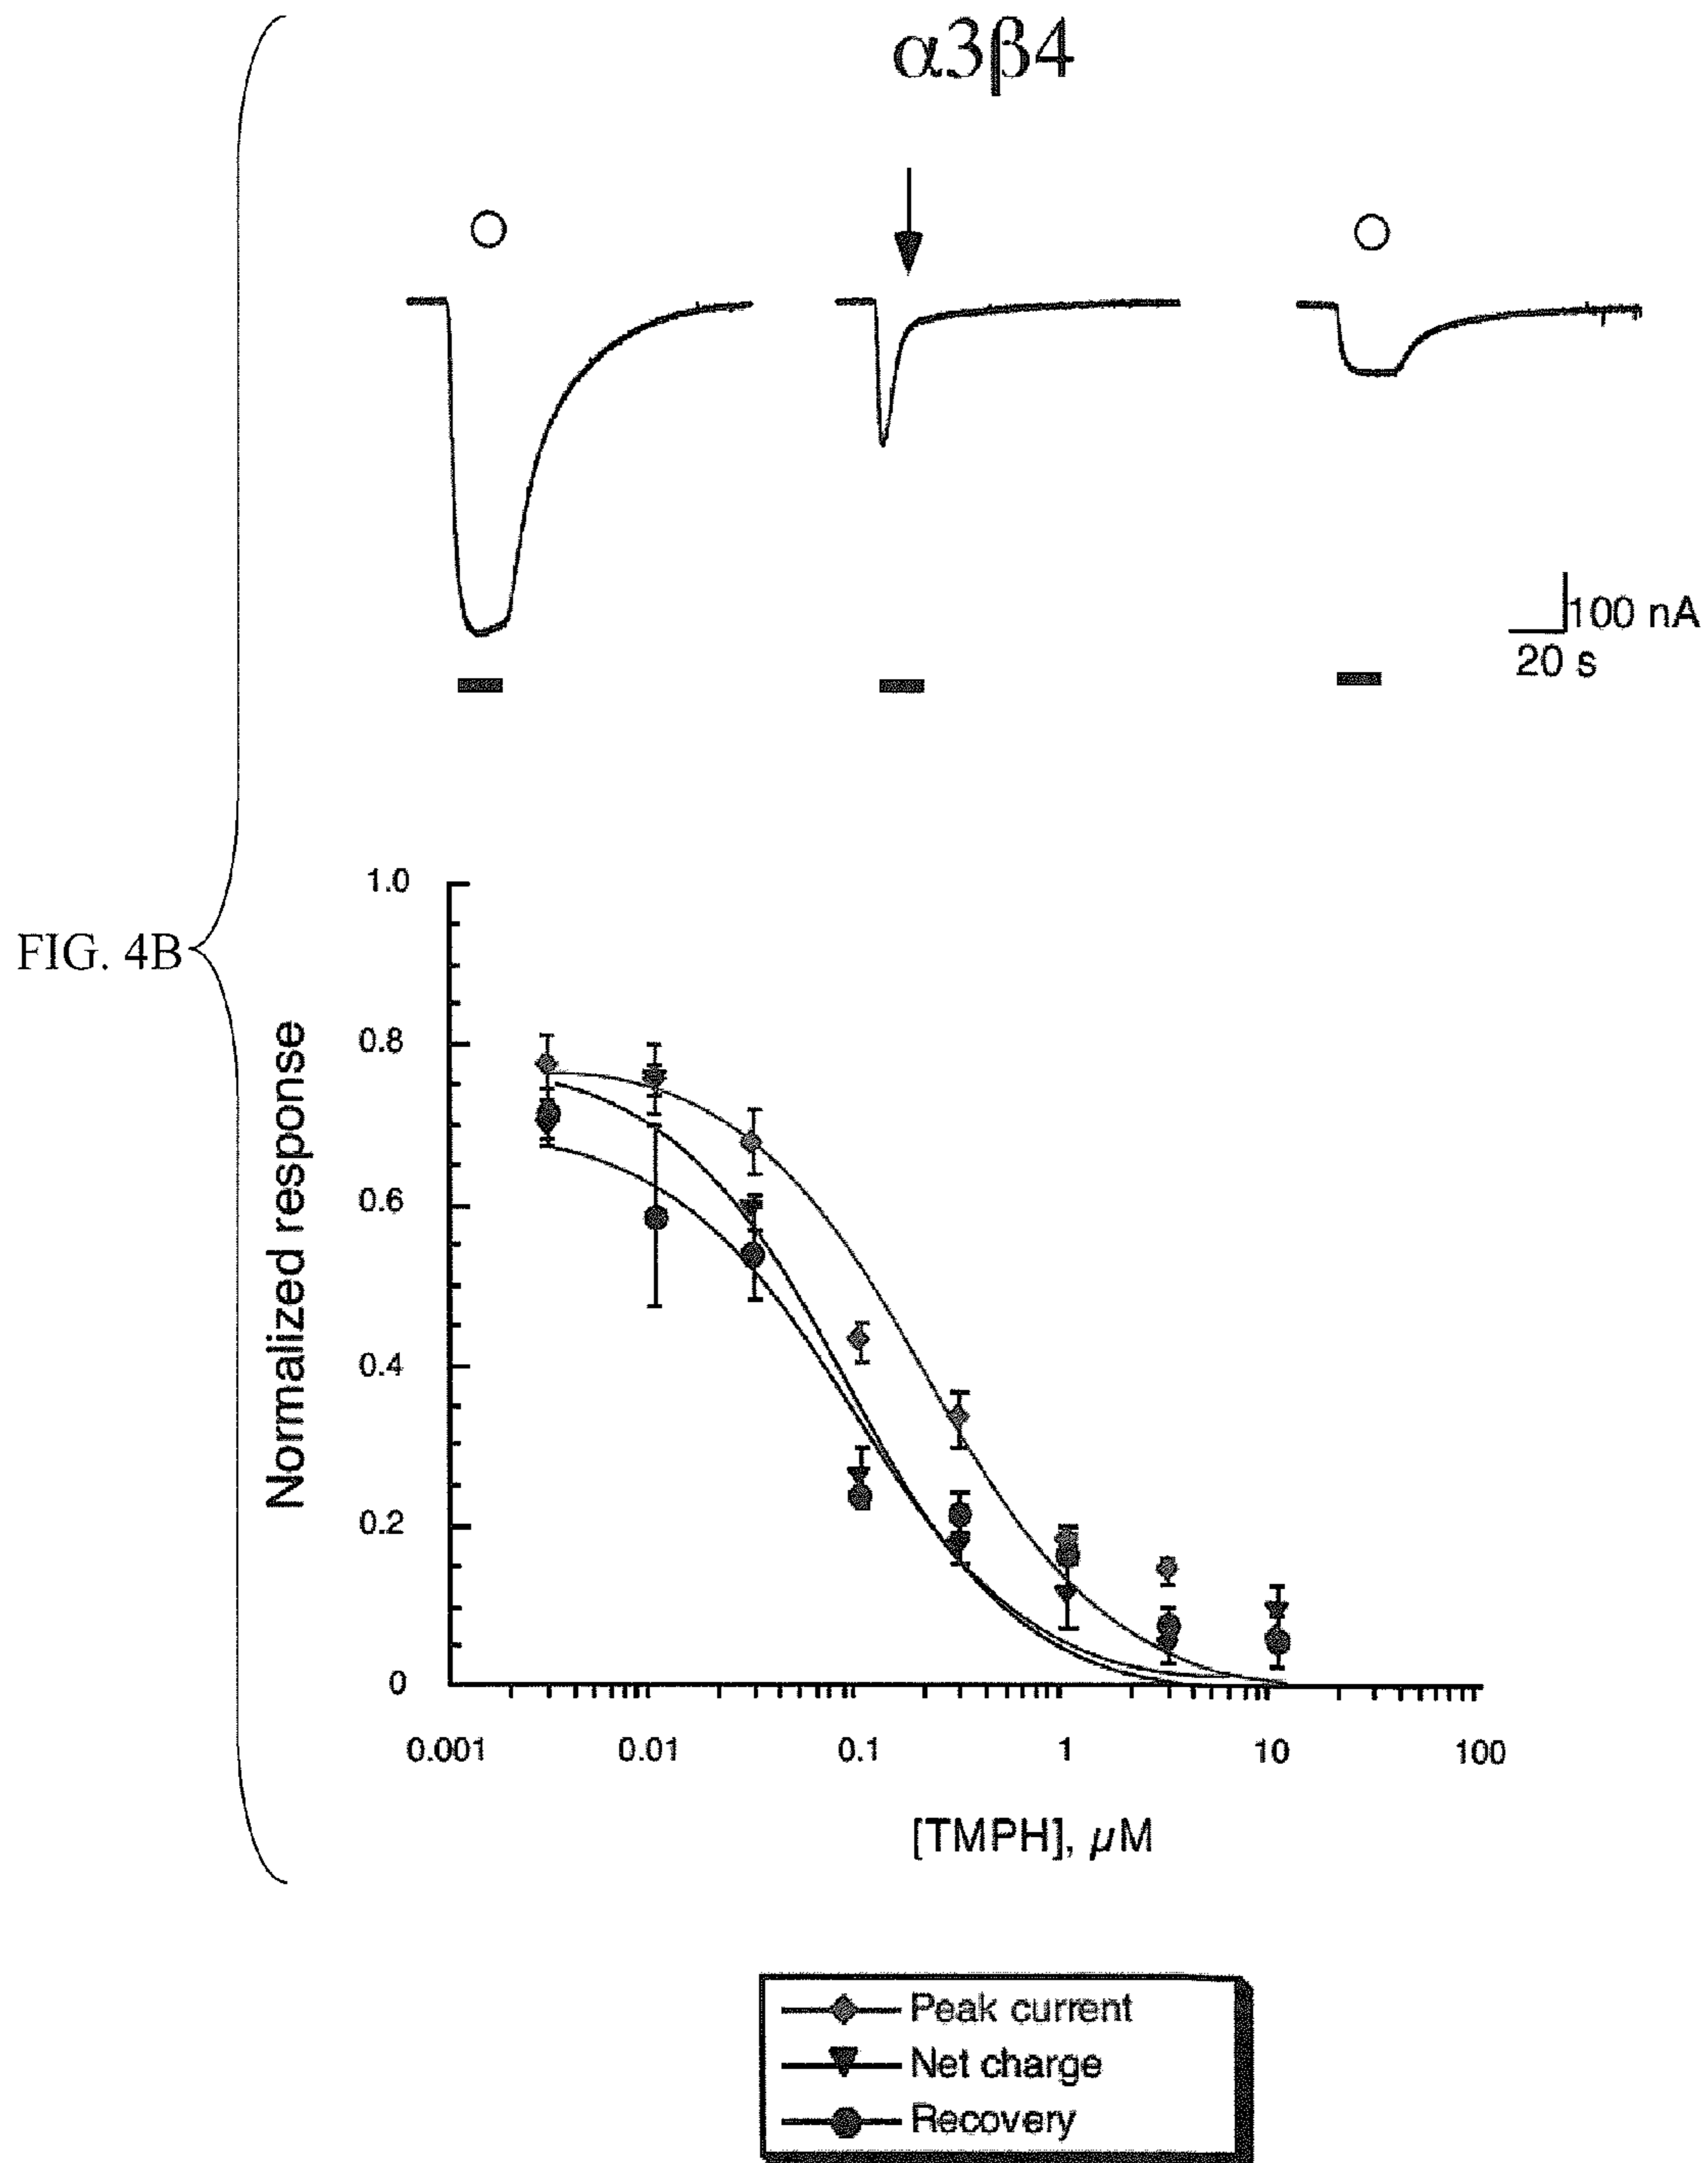 α3β4
100 nA
20 s
FIG. 4B
Normalized response
1.0
0.8
0.6
0.4
0.2
0
0.001 0.01 0.1 1 10 100
[TMPH], μM
Peak current
Net charge
Recovery